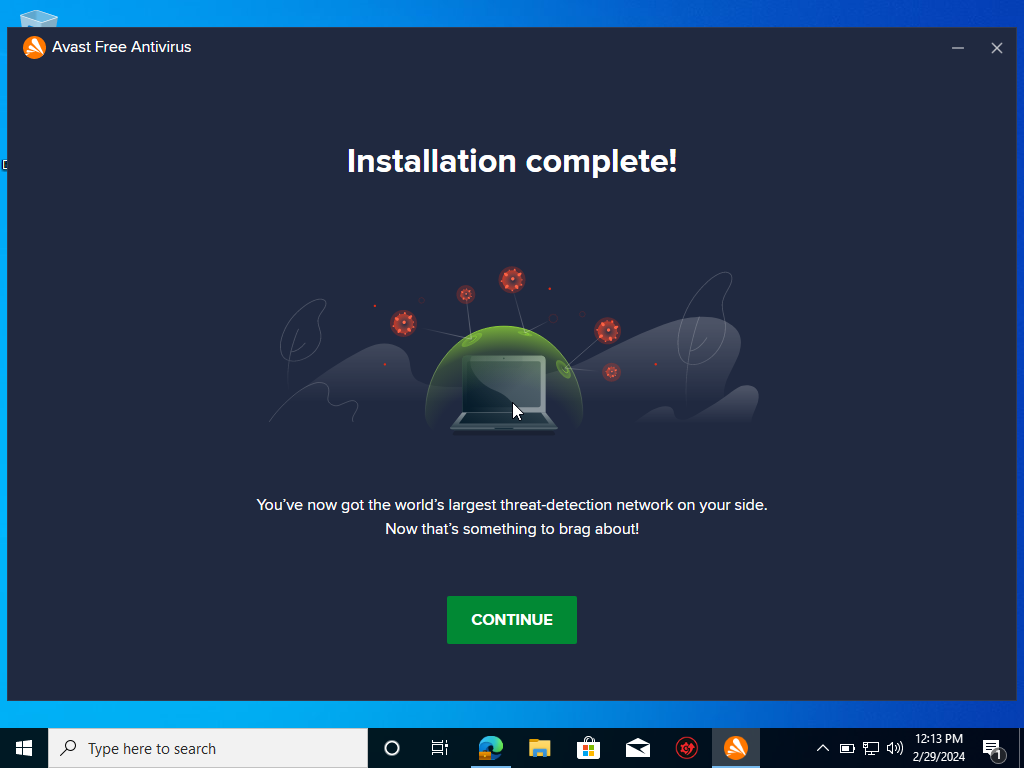 Avast Free Antivirus
Installation complete!
You’ve now got the world’s largest threat-detection network on your side.
Now that’s something to brag about!
CONTINUE
Type here to search
12:13 PM
2/29/2024
1